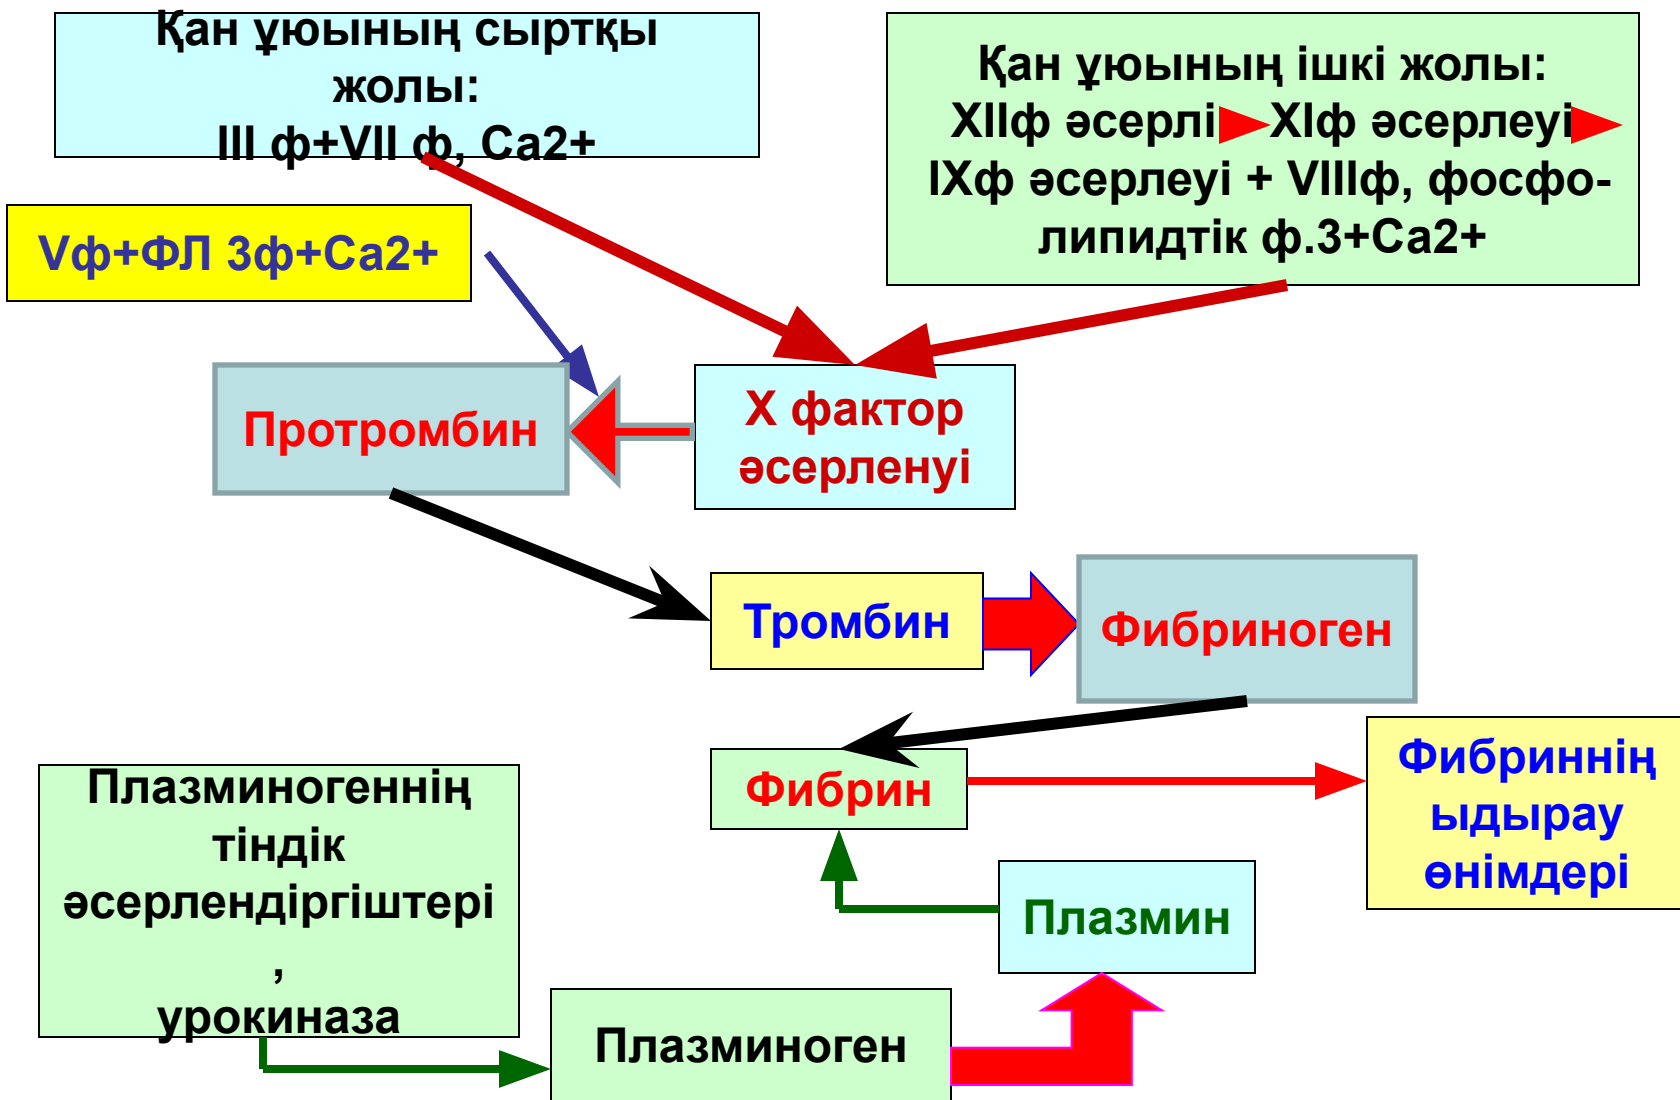 Қан ұюының сыртқы
жолы:
III ф+VII ф, Са2+
Қан ұюының ішкі жолы:
XIIф әсерлі XIф әсерлеуі
IXф әсерлеуі + VIIIф, фосфо-
липидтік ф.3+Са2+
Vф+ФЛ 3ф+Са2+
Протромбин
X фактор
әсерленуі
Тромбин
Фибриноген
Фибрин
Фибриннің
ыдырау
өнімдері
Плазминогеннің
тіндік
әсерлендіргіштері
,
урокиназа
Плазмин
Плазминоген